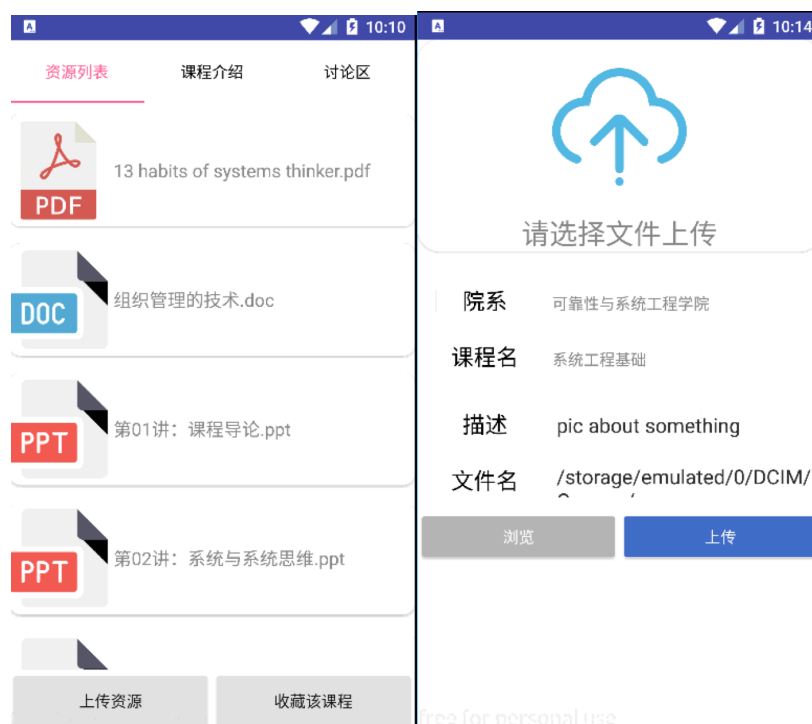 10:10
资源列表 课程介绍 讨论区
PDF
13 habits of systems thinker.pdf
DOC
组织管理的技术.doc
PPT
第01讲：课程导论.ppt
PPT
第02讲：系统与系统思维.ppt
上传资源 收藏该课程
10:14
请选择文件上传
院系 可靠性与系统工程学院
课程名 系统工程基础
描述 pic about something
文件名 /storage/emulated/0/DCIM/
浏览 上传
free for personal use